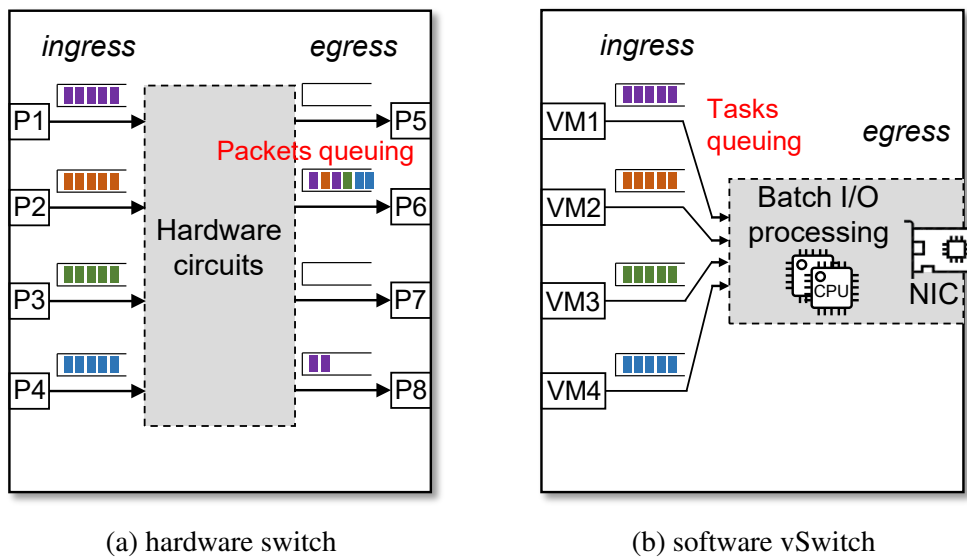 ingress
egress
P1
P5
Packets queuing
P2
P6
Hardware
circuits
P3
P7
P4
P8
(a) hardware switch
ingress
Tasks
queuing
egress
VM1
VM2
Batch I/O
processing
CPU
NIC
VM3
VM4
(b) software vSwitch